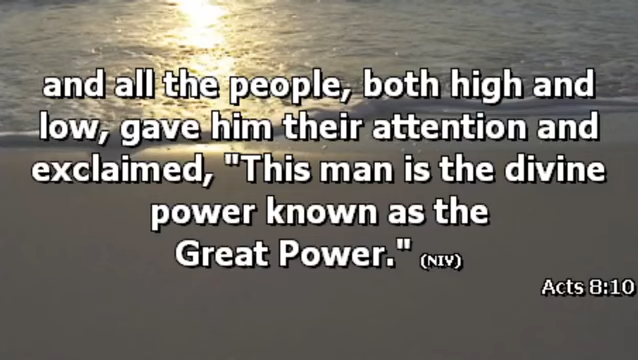 and all the people, both high and
low, gave him their attention and
exclaimed, "This man is the divine
power known as the
Great Power." (NIV)
Acts 8:10